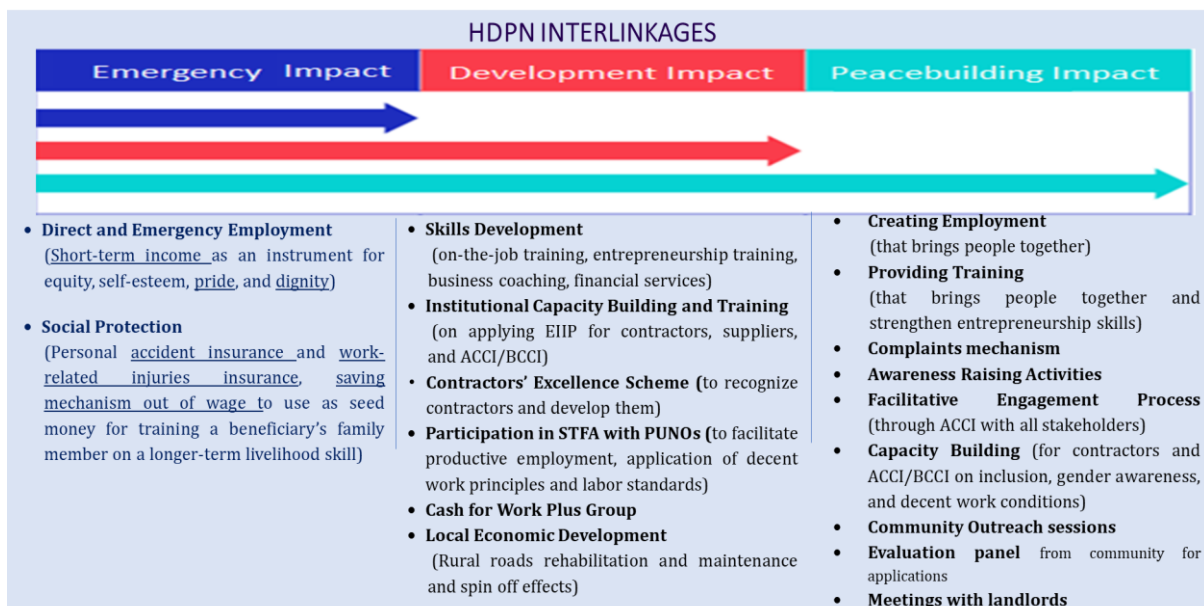 HDPN INTERLINKAGES
Emergency Impact
Development Impact
Peacebuilding Impact
• Direct and Emergency Employment
(Short-term income as an instrument for
equity, self-esteem, pride, and dignity)
• Social Protection
(Personal accident insurance and work-
related injuries insurance, saving
mechanism out of wage to use as seed
money for training a beneficiary's family
member on a longer-term livelihood skill)
• Skills Development
(on-the-job training, entrepreneurship training,
business coaching, financial services)
• Institutional Capacity Building and Training
(on applying EIIP for contractors, suppliers,
and ACCI/BCCI)
• Contractors' Excellence Scheme (to recognize
contractors and develop them)
• Participation in STFA with PUNOs (to facilitate
productive employment, application of decent
work principles and labor standards)
• Cash for Work Plus Group
• Local Economic Development
(Rural roads rehabilitation and maintenance
and spin off effects)
• Creating Employment
(that brings people together)
• Providing Training
(that brings people together and
strengthen entrepreneurship skills)
• Complaints mechanism
• Awareness Raising Activities
• Facilitative Engagement Process
(through ACCI with all stakeholders)
• Capacity Building (for contractors and
ACCI/BCCI on inclusion, gender awareness,
and decent work conditions)
• Community Outreach sessions
• Evaluation panel from community for
applications
• Meetings with landlords